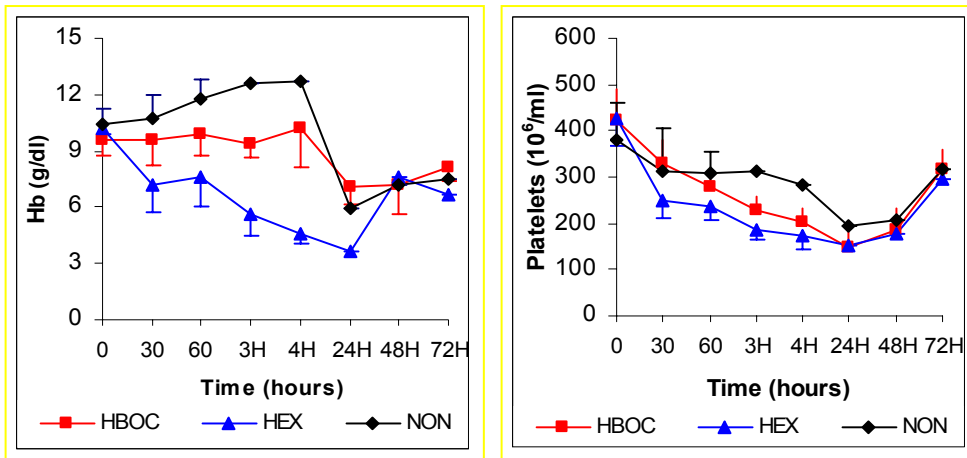 Hb (g/dl)
15
12
9
6
3
0
0 30 60 3H 4H 24H 48H 72H
Time (hours)
HBOC HEX NON
Platelets (10⁶/ml)
600
500
400
300
200
100
0
0 30 60 3H 4H 24H 48H 72H
Time (hours)
HBOC HEX NON